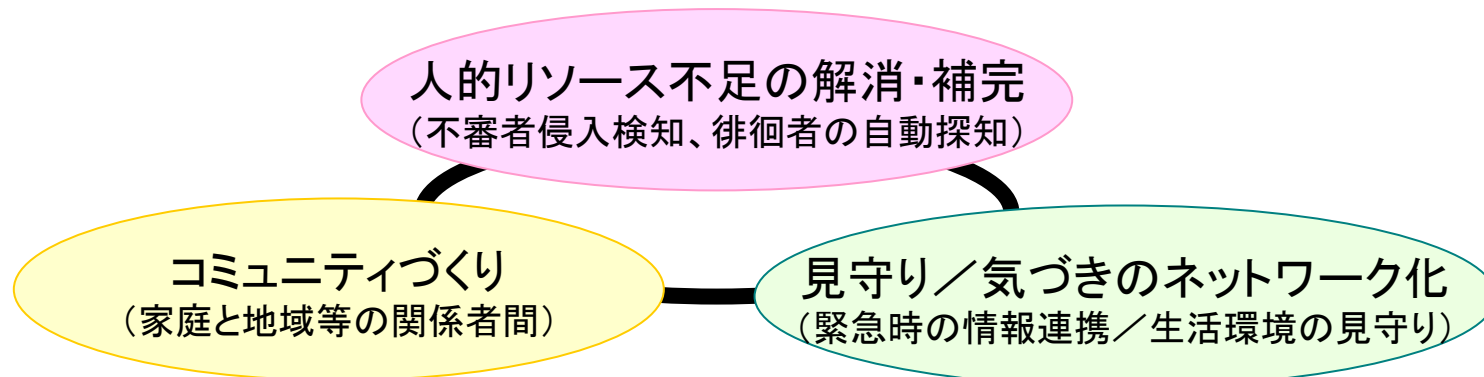 人的リソース不足の解消・補完
（不審者侵入検知、徘徊者の自動探知）
コミュニティづくり
（家庭と地域等の関係者間）
見守り／気づきのネットワーク化
（緊急時の情報連携／生活環境の見守り）